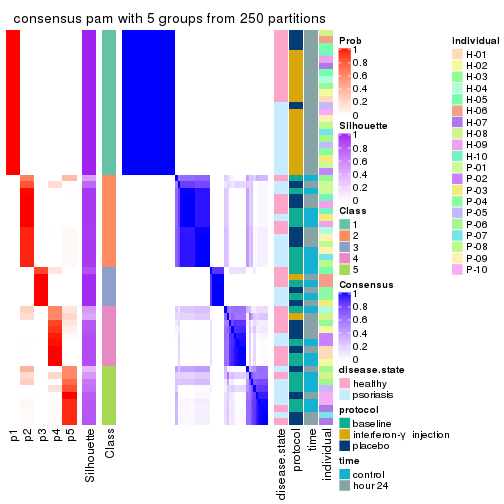 consensus pam with 5 groups from 250 partitions
p1
p2
p3
p4
p5
Silhouette
Class
disease.state
protocol
time
individual
Prob
1
0.8
0.6
0.4
0.2
0
Silhouette
1
0.8
0.6
0.4
0.2
0
Class
1
2
3
4
5
Consensus
1
0.8
0.6
0.4
0.2
0
disease.state
healthy
psoriasis
protocol
baseline
interferon-γ injection
placebo
time
control
hour 24
individual
H-01
H-02
H-03
H-04
H-05
H-06
H-07
H-08
H-09
H-10
P-01
P-02
P-03
P-04
P-05
P-06
P-07
P-08
P-09
P-10